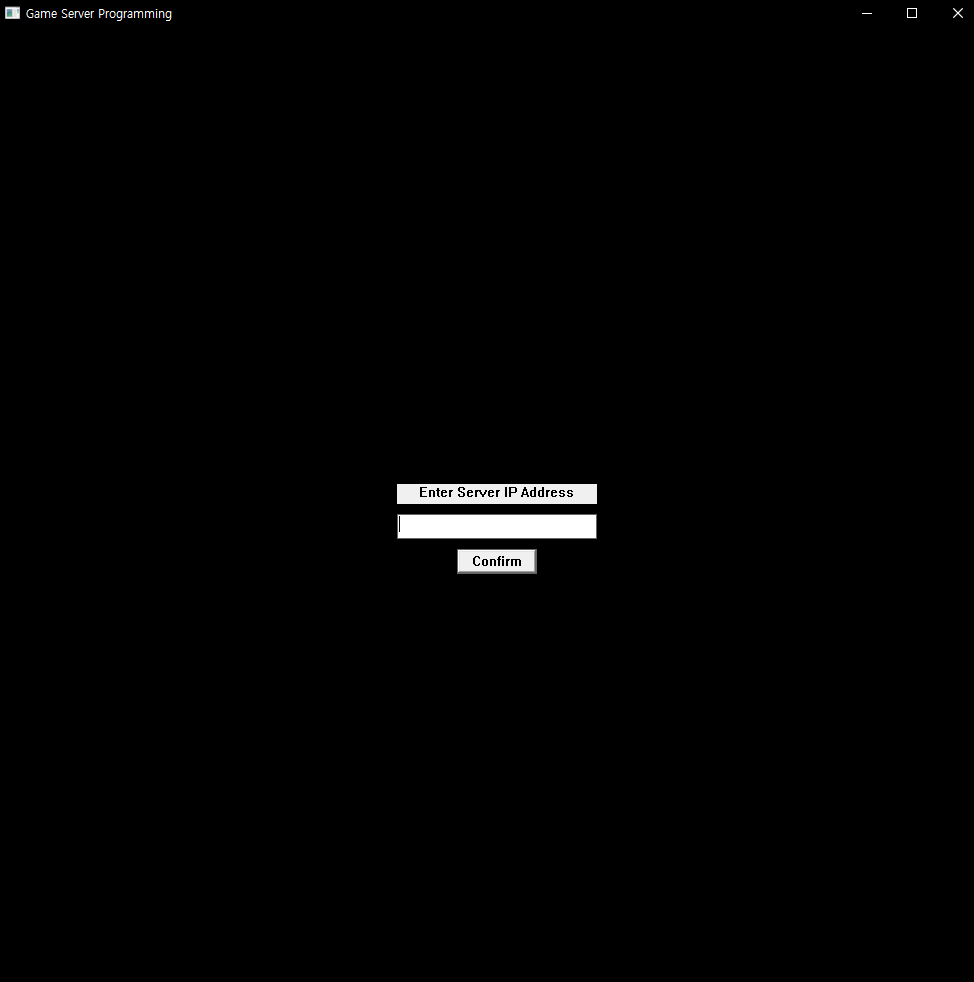 Game Server Programming
Enter Server IP Address
Confirm